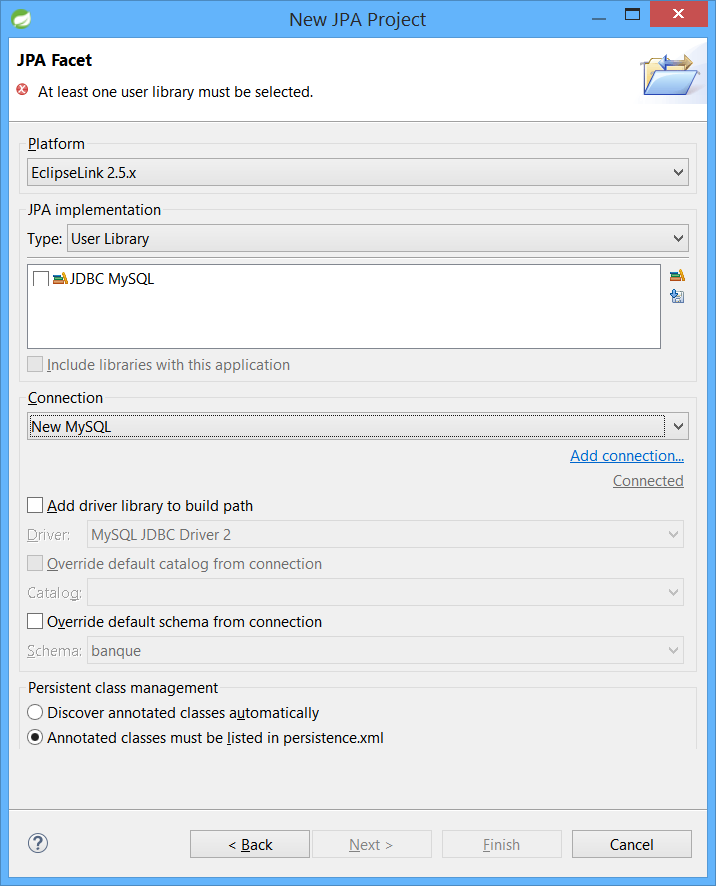 New JPA Project
JPA Facet
At least one user library must be selected.
Platform
EclipseLink 2.5.x
JPA implementation
Type: User Library
JDBC MySQL
Include libraries with this application
Connection
New MySQL
Add connection...
Connected
Add driver library to build path
Driver: MySQL JDBC Driver 2
Override default catalog from connection
Catalog:
Override default schema from connection
Schema: banque
Persistent class management
Discover annotated classes automatically
Annotated classes must be listed in persistence.xml
? < Back Next > Finish Cancel